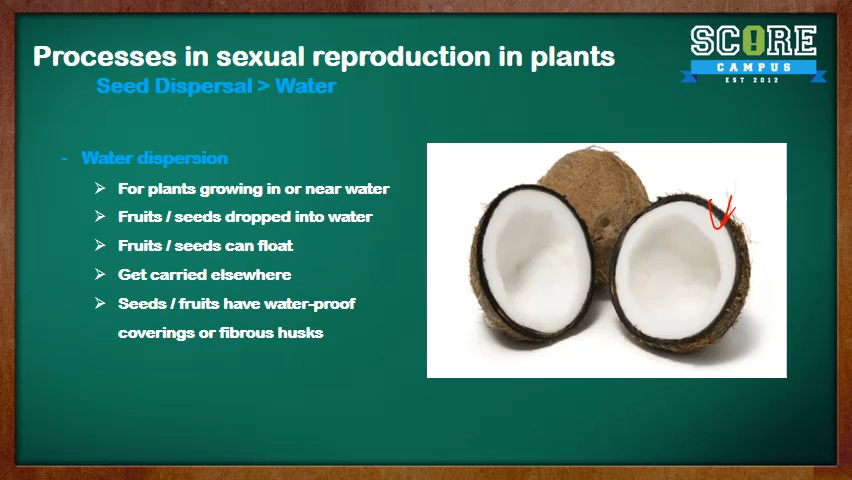 Processes in sexual reproduction in plants
SCORE
CAMPUS
EST 2012
Seed Dispersal > Water
- Water dispersion
➢ For plants growing in or near water
➢ Fruits / seeds dropped into water
➢ Fruits / seeds can float
➢ Get carried elsewhere
➢ Seeds / fruits have water-proof
coverings or fibrous husks